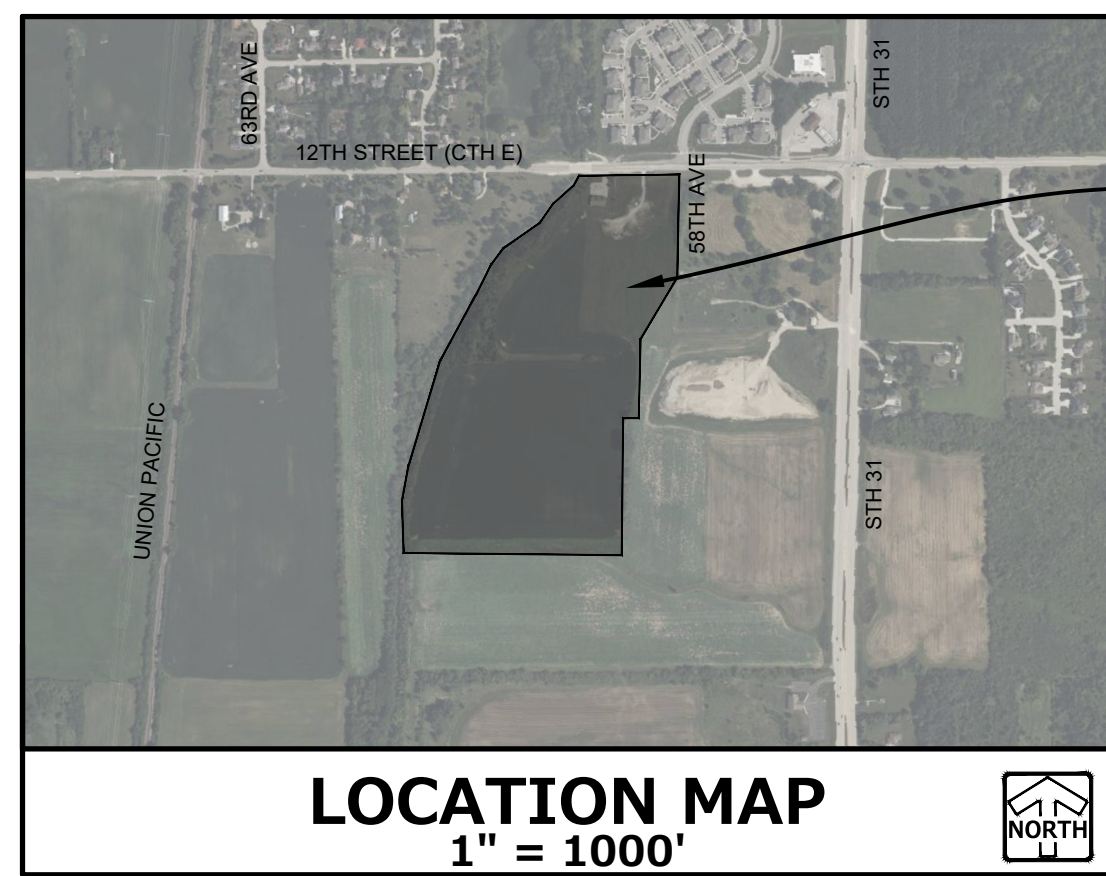 63RD AVE
STH 31
12TH STREET (CTH E)
58TH AVE
UNION PACIFIC
STH 31
LOCATION MAP
1" = 1000'
NORTH